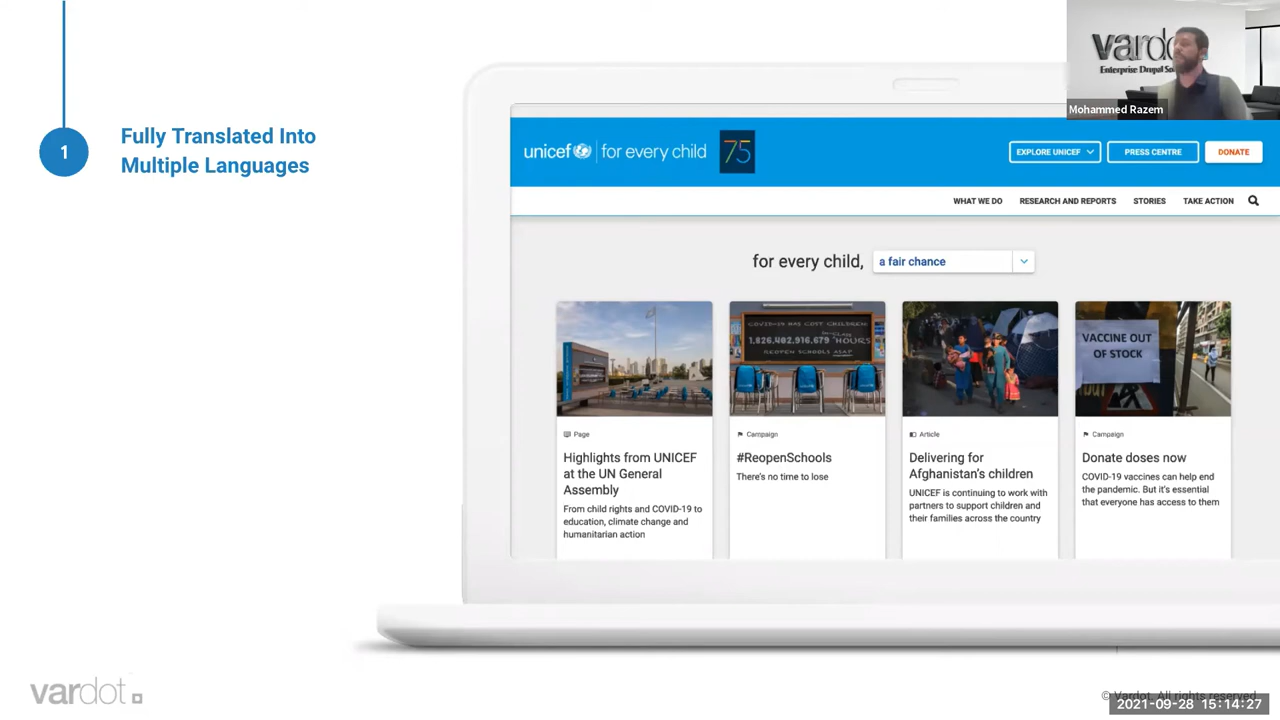 vardot
Enterprise Drupal
Mohammed Razem
1
Fully Translated Into
Multiple Languages
unicef | for every child 75
EXPLORE UNICEF
PRESS CENTRE
DONATE
WHAT WE DO
RESEARCH AND REPORTS
STORIES
TAKE ACTION
for every child, a fair chance
COVID-19 HAS COST CHILDREN
1,826,402,916,679 HOURS
REOPEN SCHOOLS ASAP
VACCINE OUT
OF STOCK
Page
Highlights from UNICEF
at the UN General
Assembly
From child rights and COVID-19 to
education, climate change and
humanitarian action
Campaign
#ReopenSchools
There's no time to lose
Article
Delivering for
Afghanistan's children
UNICEF is continuing to work with
partners to support children and
their families across the country
Campaign
Donate doses now
COVID-19 vaccines can help end
the pandemic. But it's essential
that everyone has access to them
vardot
© Vardot. All rights reserved.
2021-09-28 15:14:27